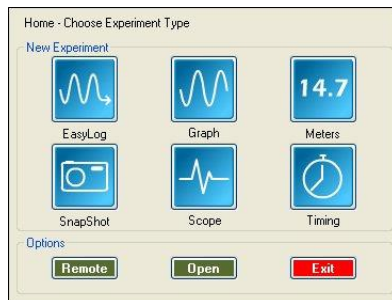 Home - Choose Experiment Type
New Experiment
14.7
EasyLog Graph Meters
SnapShot Scope Timing
Options
Remote Open Exit